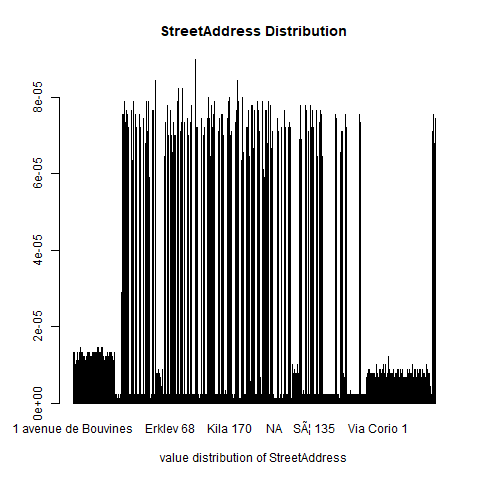 StreetAddress Distribution
8e-05
6e-05
4e-05
2e-05
0e+00
1 avenue de Bouvines Erklev 68 Kila 170 NA SÃ¦ 135 Via Corio 1
value distribution of StreetAddress